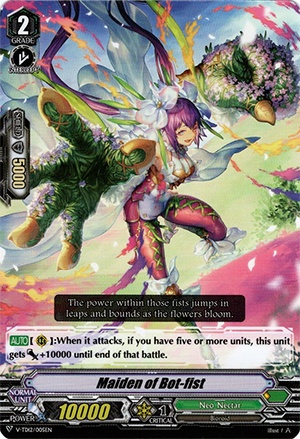 2
GRADE
INTERCEPT
5000
The power within those fists jumps in
leaps and bounds as the flowers bloom.
AUTO :When it attacks, if you have five or more units, this unit
gets +10000 until end of that battle.
NORMAL
UNIT
Maiden of Bot-fist
POWER
10000
1
CRITICAL
Neo Nectar
Bioroid
V-TD12/005EN